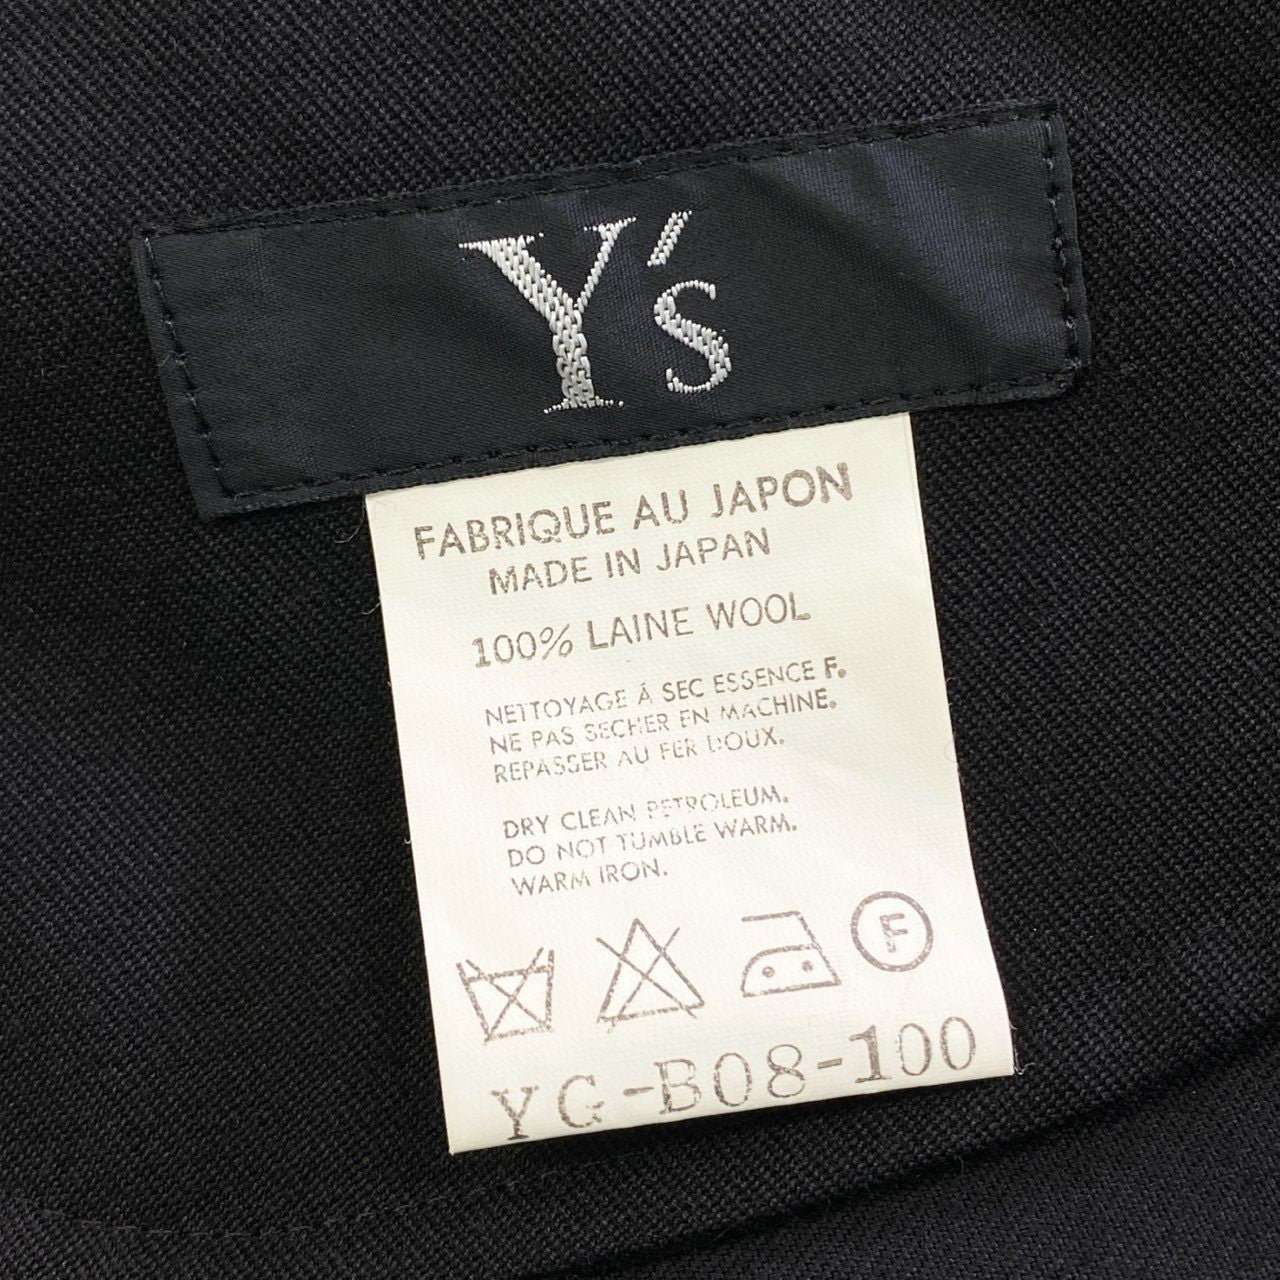 Y's
FABRIQUE AU JAPON
MADE IN JAPAN
100% LAINE WOOL
NETTOYAGE À SEC ESSENCE F.
NE PAS SECHER EN MACHINE.
REPASSER AU FER DOUX.
DRY CLEAN PETROLEUM.
DO NOT TUMBLE WARM.
WARM IRON.
F
YG-B08-100